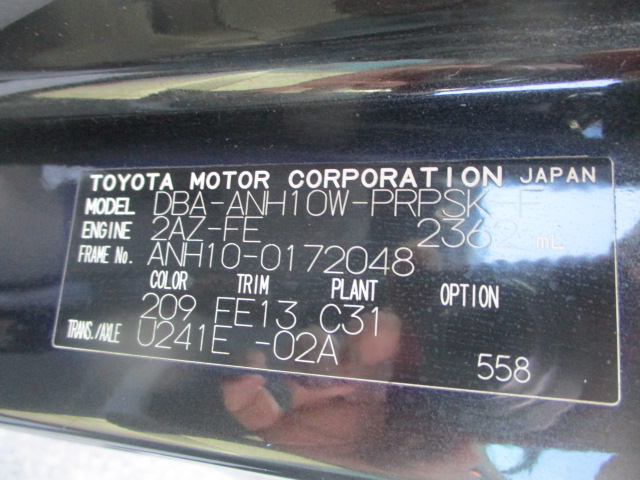 TOYOTA MOTOR CORPORATION JAPAN
MODEL DBA-ANH10W-PRPSK-F
ENGINE 2AZ-FE 2362 mL
FRAME No. ANH10-0172048
COLOR TRIM PLANT OPTION
209 FE13 C31
TRANS./AXLE U241E -02A
558